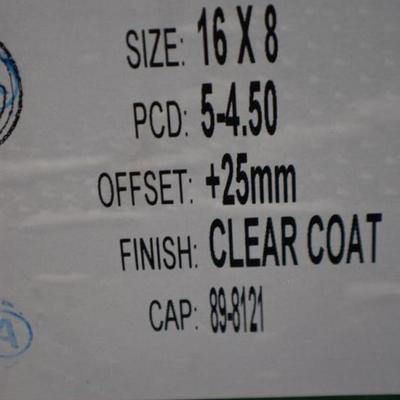 SIZE: 16 X 8
PCD: 5-4.50
OFFSET: +25mm
FINISH: CLEAR COAT
CAP: 89-8121